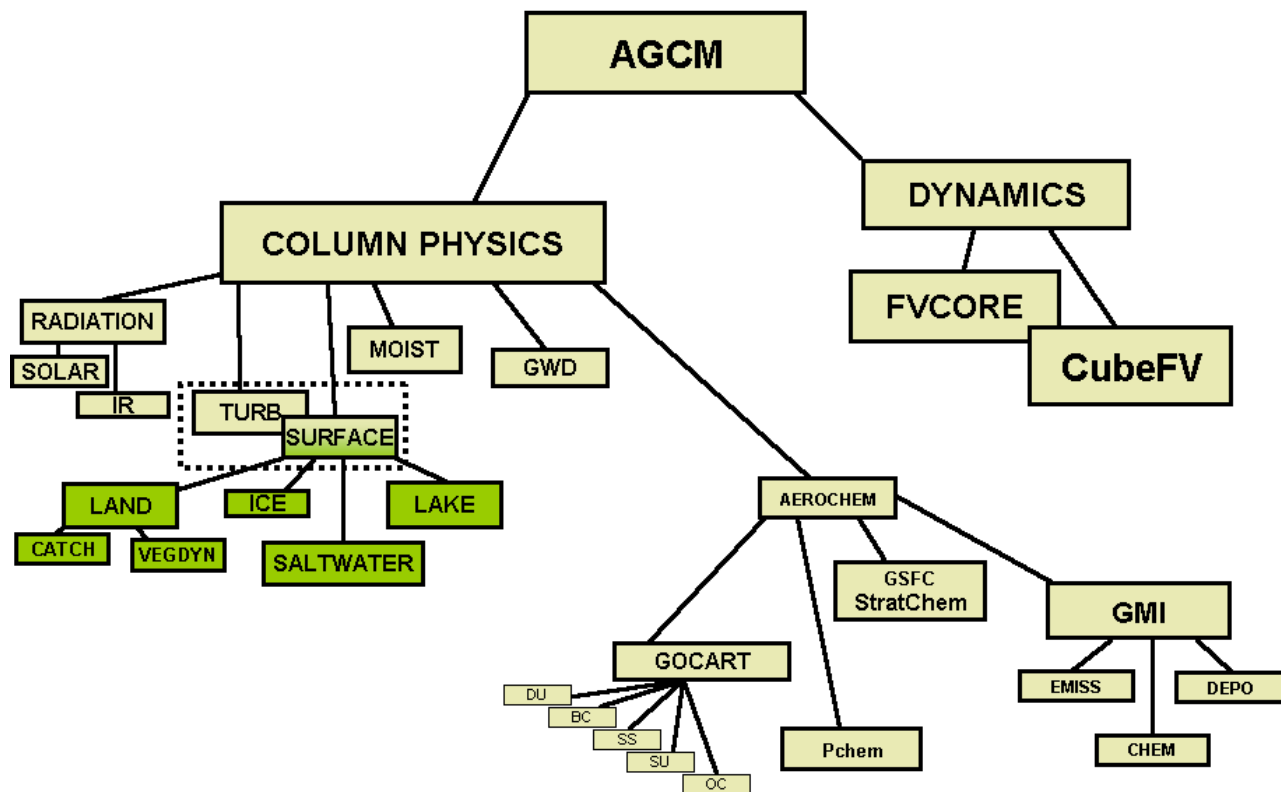 AGCM
DYNAMICS
COLUMN PHYSICS
FVCORE
RADIATION
MOIST
CubeFV
GWD
SOLAR
IR
TURB
SURFACE
LAND
ICE
LAKE
AEROCHEM
CATCH
VEGDYN
SALTWATER
GSFC
StratChem
GMI
GOCART
EMISS
DEPO
DU
BC
SS
SU
OC
Pchem
CHEM